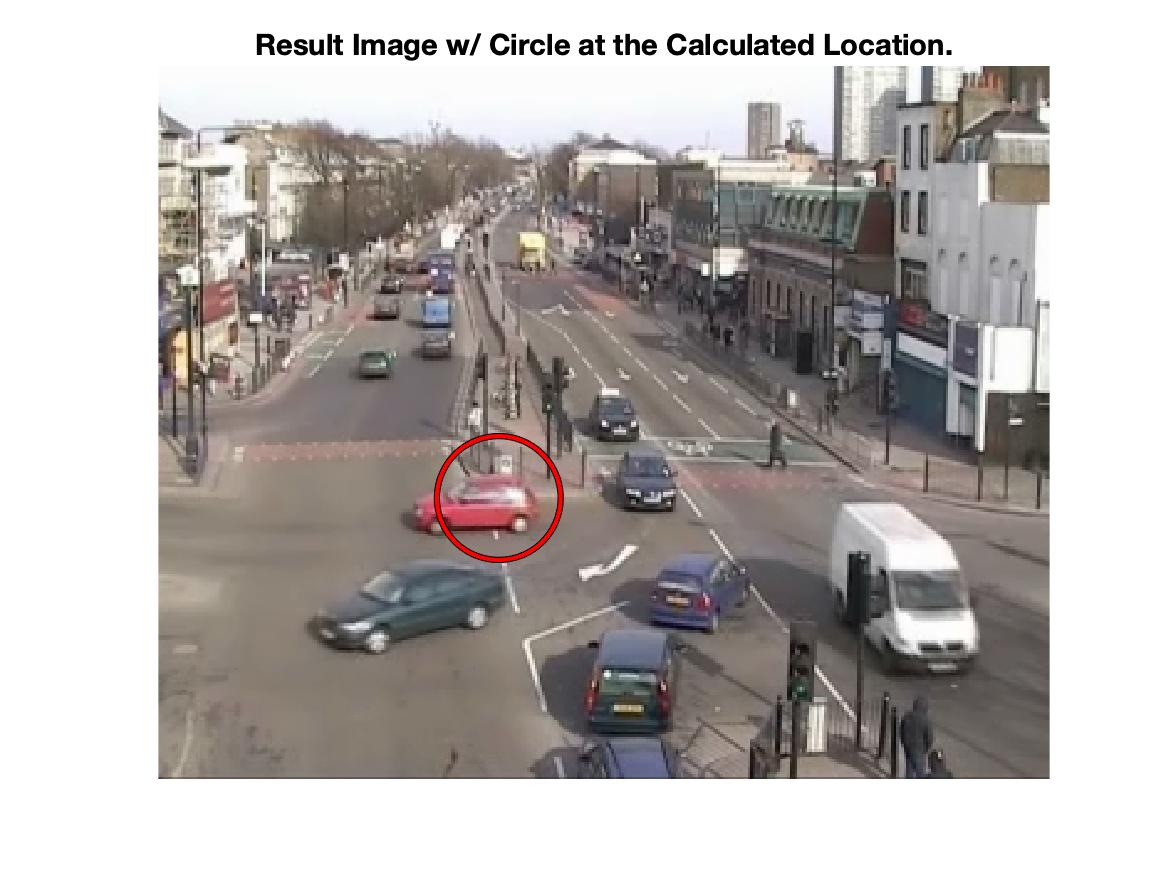 Result Image w/ Circle at the Calculated Location.